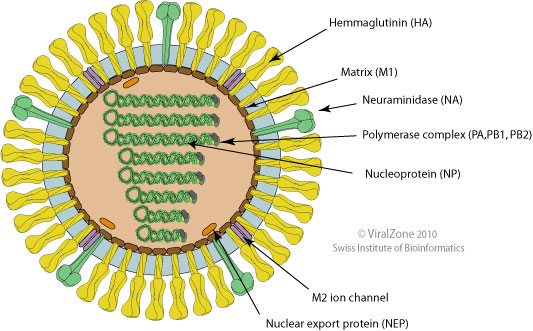 Hemmaglutinin (HA)
Matrix (M1)
Neuraminidase (NA)
Polymerase complex (PA,PB1, PB2)
Nucleoprotein (NP)
© ViralZone 2010
Swiss Institute of Bioinformatics
M2 ion channel
Nuclear export protein (NEP)